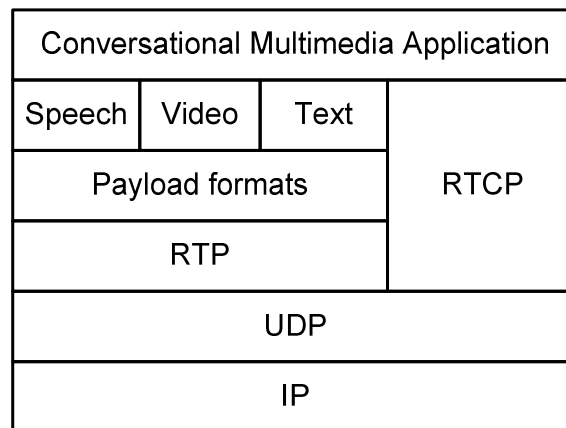 Conversational Multimedia Application
Speech
Video
Text
Payload formats
RTCP
RTP
UDP
IP